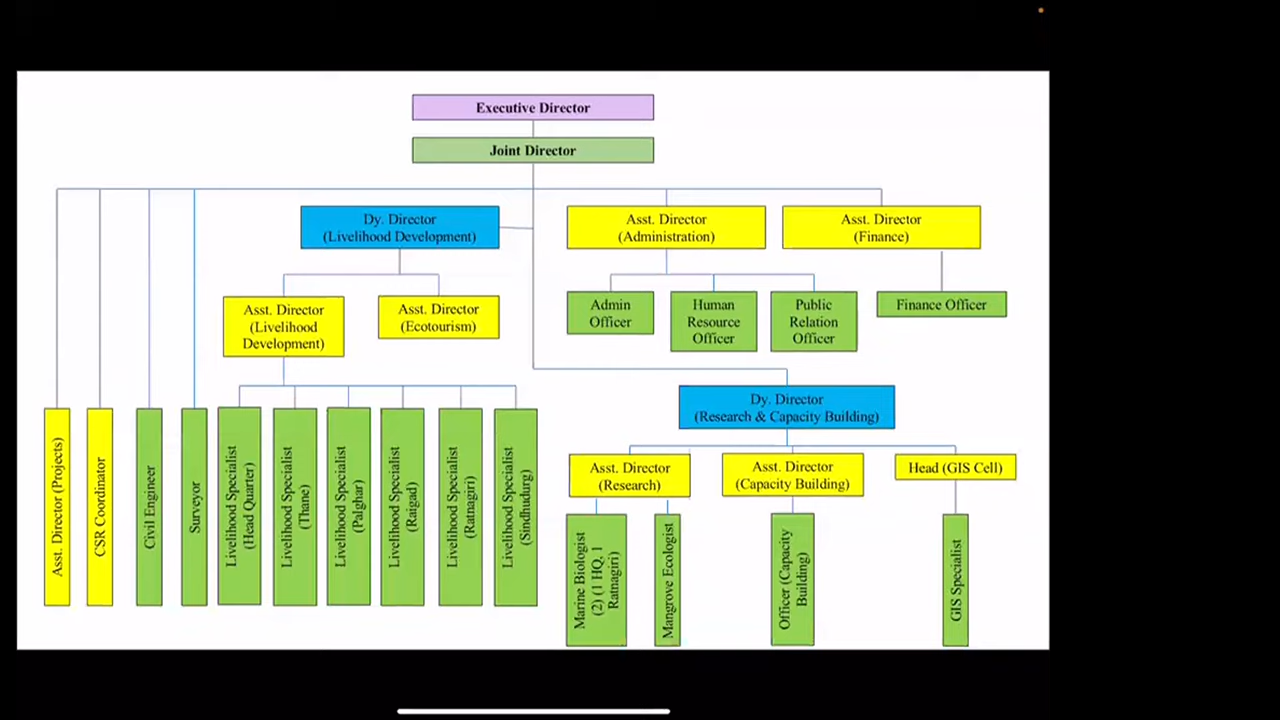 Executive Director
Joint Director
Dy. Director
(Livelihood Development)
Asst. Director
(Administration)
Asst. Director
(Finance)
Asst. Director
(Livelihood
Development)
Asst. Director
(Ecotourism)
Admin
Officer
Human
Resource
Officer
Public
Relation
Officer
Finance Officer
Dy. Director
(Research & Capacity Building)
Asst. Director (Projects)
CSR Coordinator
Civil Engineer
Surveyor
Livelihood Specialist
(Head Quarter)
Livelihood Specialist
(Thane)
Livelihood Specialist
(Palghar)
Livelihood Specialist
(Raigad)
Livelihood Specialist
(Ratnagiri)
Livelihood Specialist
(Sindhudurg)
Asst. Director
(Research)
Asst. Director
(Capacity Building)
Head (GIS Cell)
Marine Biologist
(2) (1 HQ, 1
Ratnagiri)
Mangrove Ecologist
Officer (Capacity
Building)
GIS Specialist